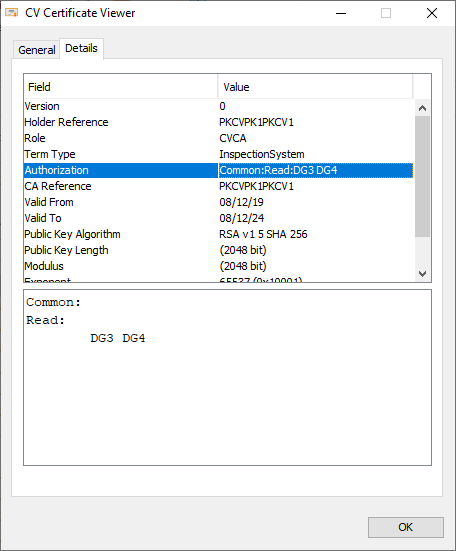 CV Certificate Viewer
General Details
Field Value
Version 0
Holder Reference PKCVPK1PKCV1
Role CVCA
Term Type InspectionSystem
Authorization Common:Read:DG3 DG4
CA Reference PKCVPK1PKCV1
Valid From 08/12/19
Valid To 08/12/24
Public Key Algorithm RSA v1 5 SHA 256
Public Key Length (2048 bit)
Modulus (2048 bit)
Exponent 65537 (0x10001)
Common:
Read:
DG3 DG4
OK